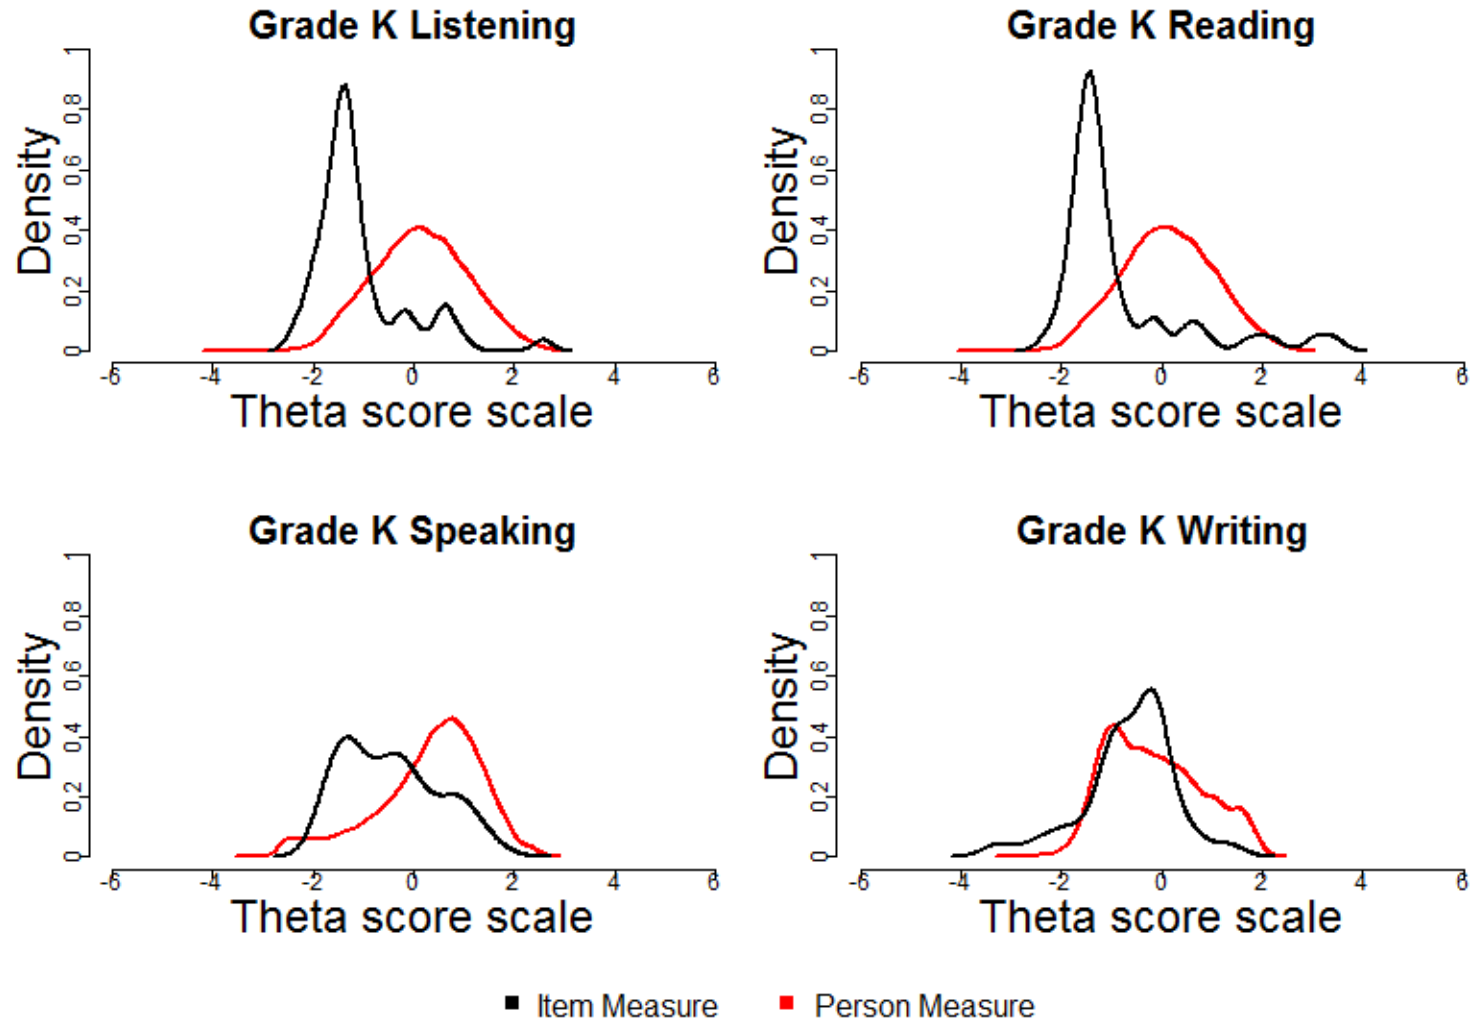 Grade K Listening
Density
0 0.2 0.4 0.6 0.8 1
-6 -4 -2 0 2 4 6
Theta score scale
Grade K Reading
Density
0 0.2 0.4 0.6 0.8 1
-6 -4 -2 0 2 4 6
Theta score scale
Grade K Speaking
Density
0 0.2 0.4 0.6 0.8 1
-6 -4 -2 0 2 4 6
Theta score scale
Grade K Writing
Density
0 0.2 0.4 0.6 0.8 1
-6 -4 -2 0 2 4 6
Theta score scale
Item Measure
Person Measure